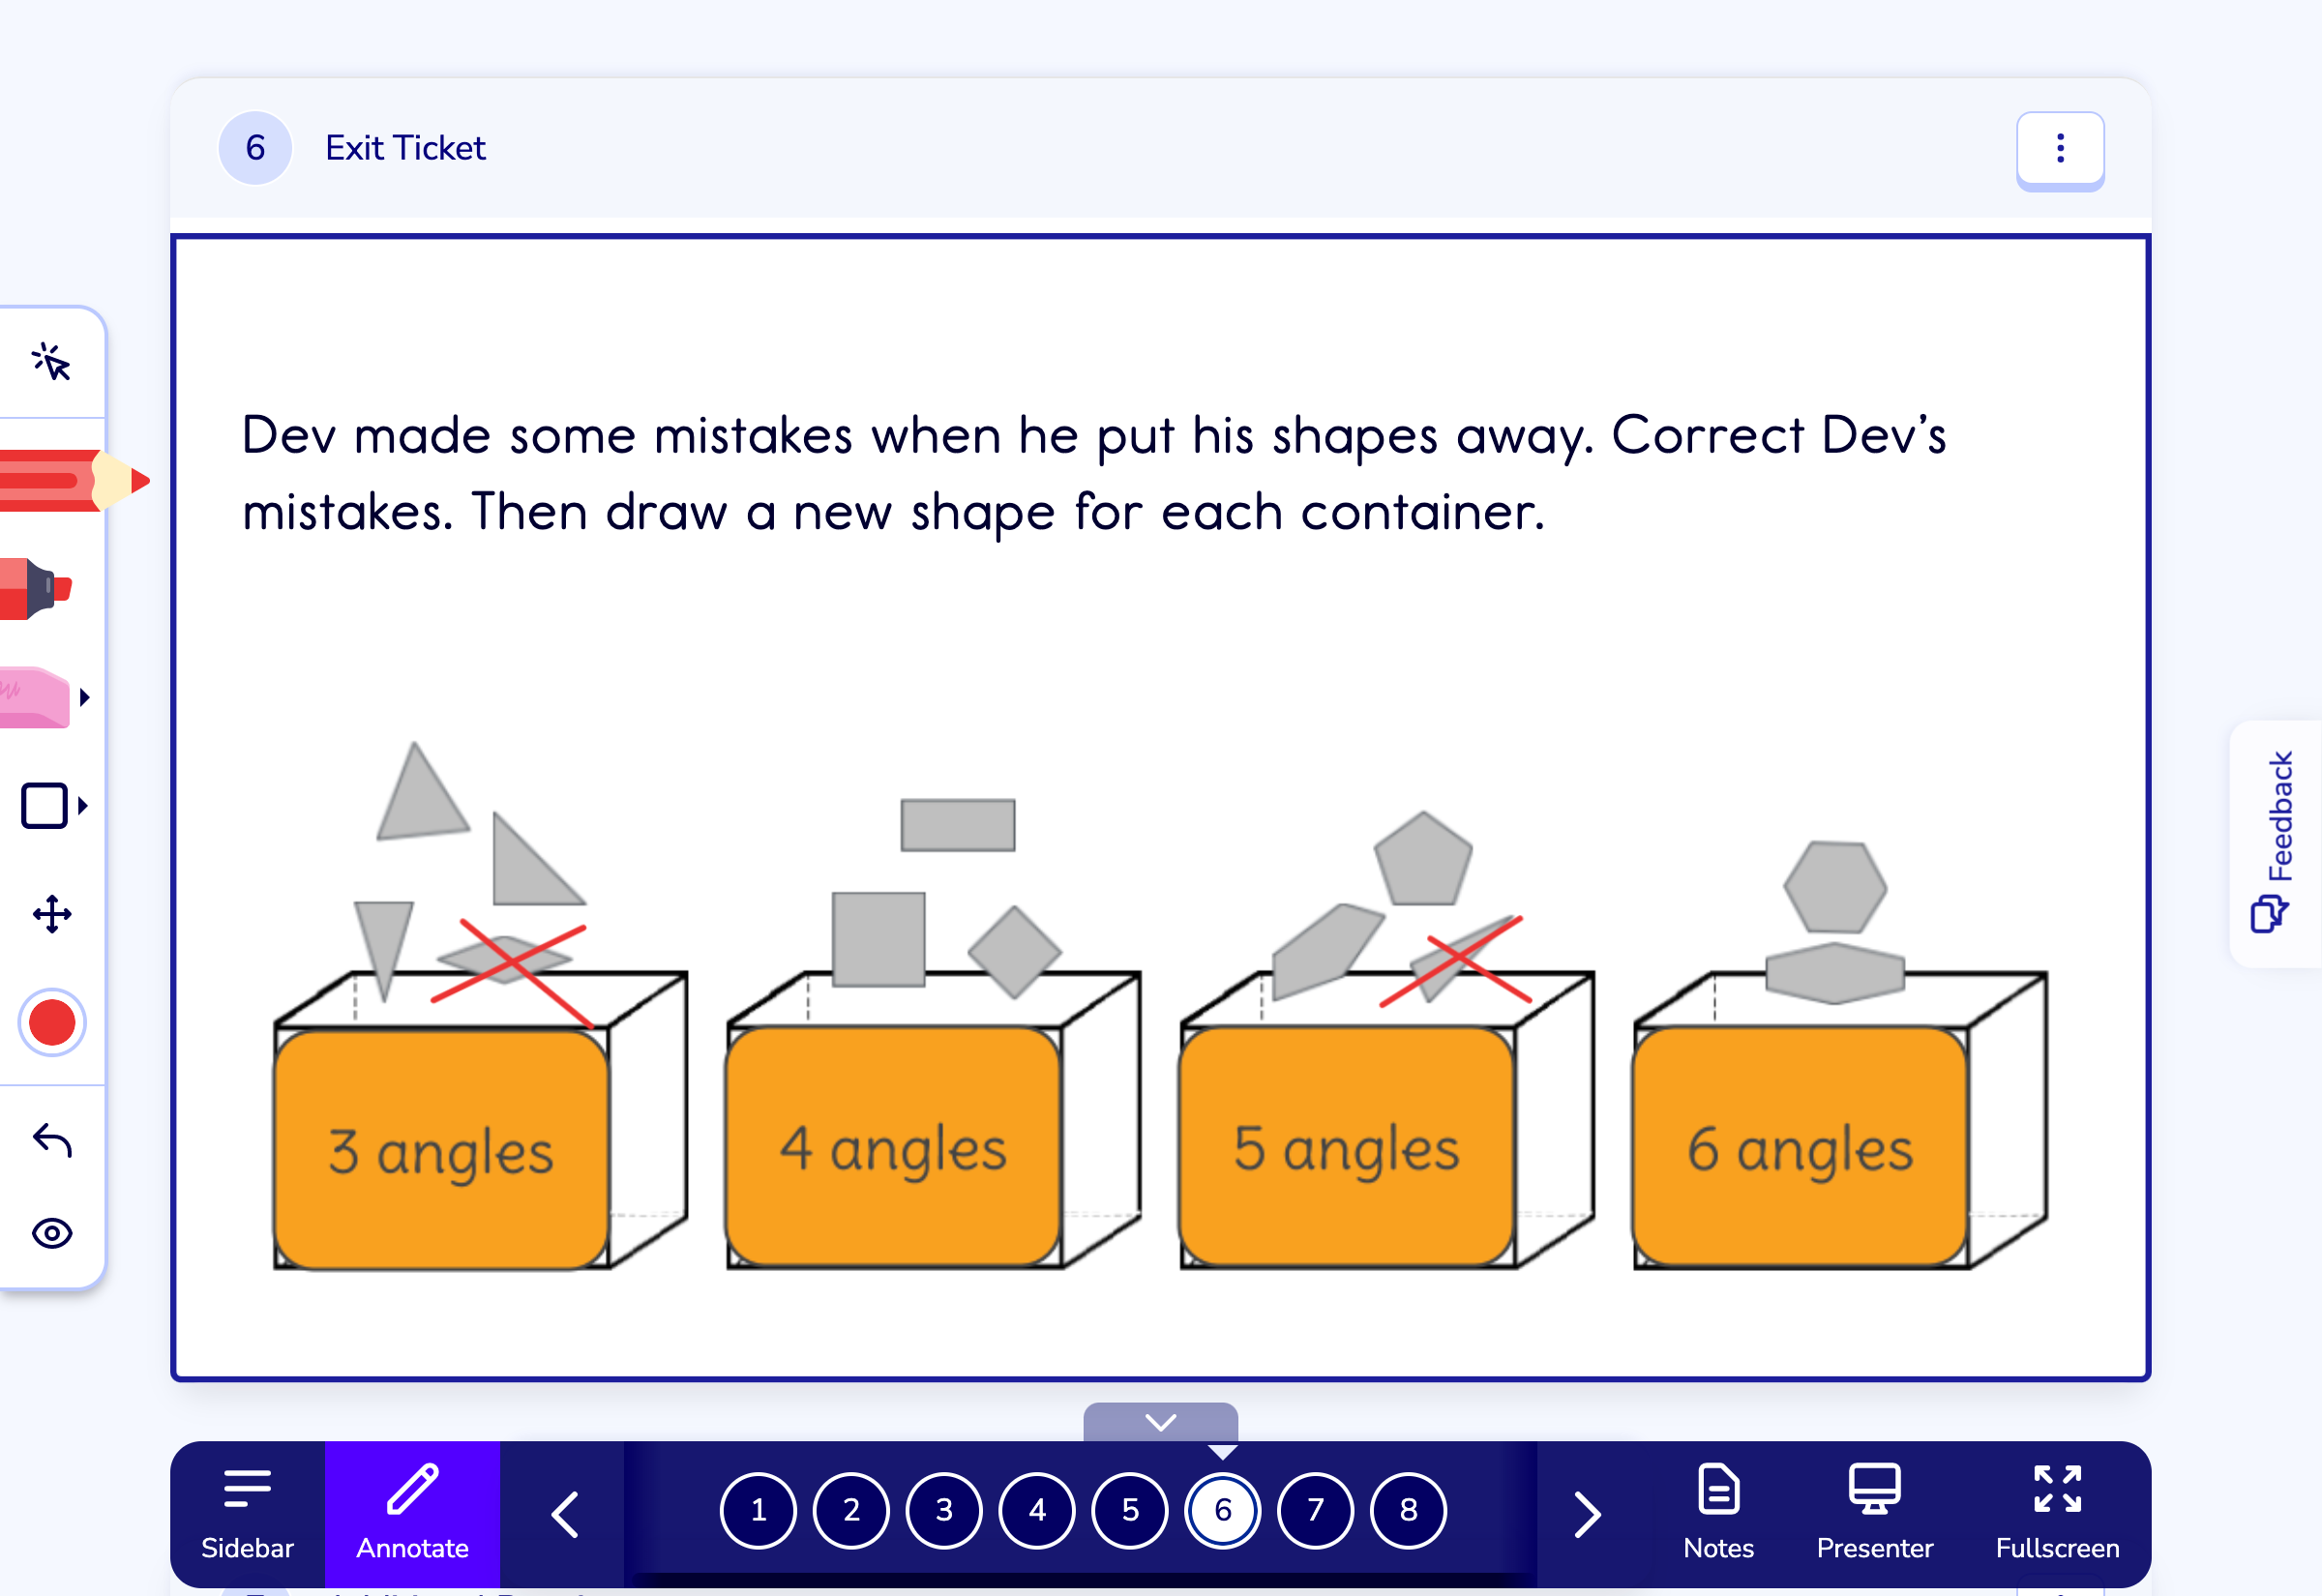 6 Exit Ticket
Dev made some mistakes when he put his shapes away. Correct Dev’s
mistakes. Then draw a new shape for each container.
3 angles 4 angles 5 angles 6 angles
Feedback
1 2 3 4 5 6 7 8
Sidebar Annotate Notes Presenter Fullscreen